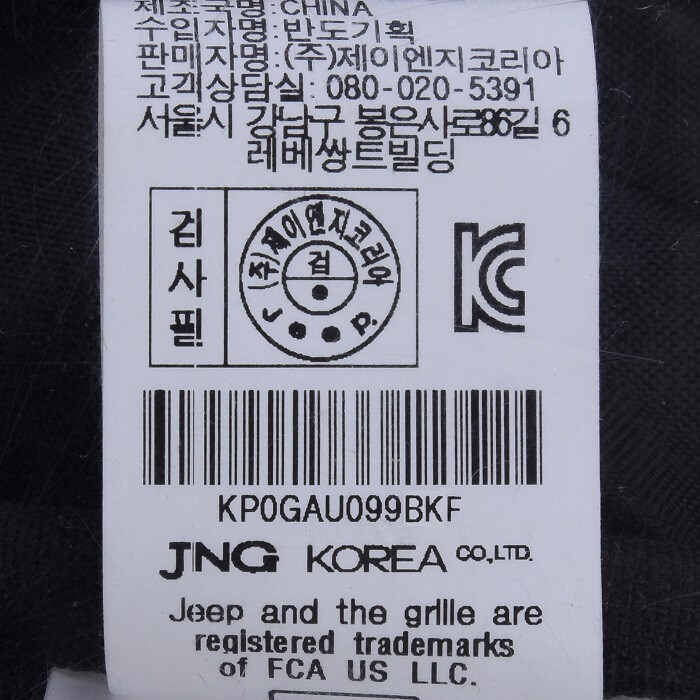 제조국명:CHINA
수입자명:반도기획
판매자명:(주)제이엔지코리아
고객상담실: 080-020-5391
서울시 강남구 봉은사로86길 6
레베쌍트빌딩
검사필
(주)제이엔지코리아
검
J e e p.
KC
KP0GAU099BKF
JNG KOREA CO.,LTD.
Jeep and the grille are
registered trademarks
of FCA US LLC.